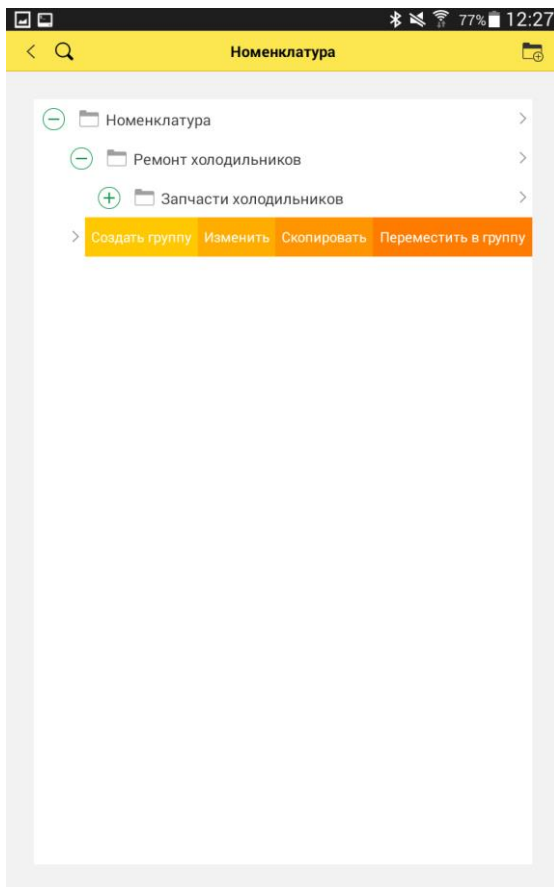 77% 12:27
Номенклатура
Номенклатура
Ремонт холодильников
Запчасти холодильников
Создать группу Изменить Скопировать Переместить в группу